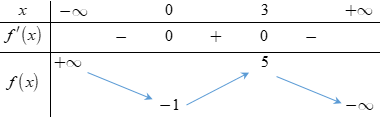 x −∞ 0 3 +∞
f′(x) − 0 + 0 −
+∞ 5
f(x)
−1 −∞